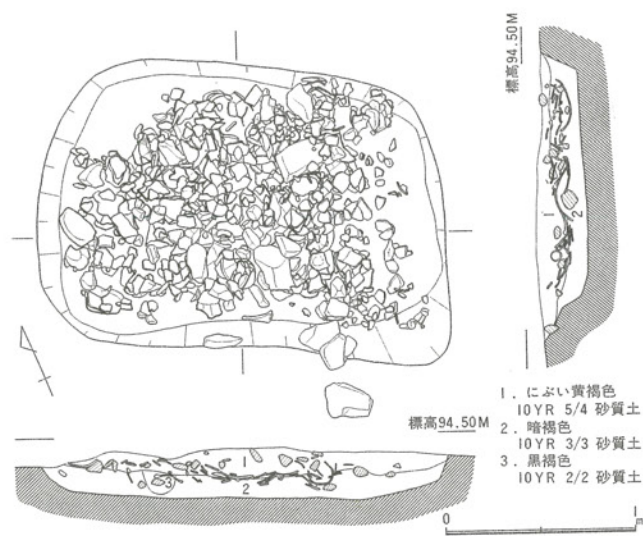 標高94.50M
1
2
1. にぶい黄褐色
10YR 5/4 砂質土
2. 暗褐色
10YR 3/3 砂質土
3. 黒褐色
10YR 2/2 砂質土
標高94.50M
1
3
2
0 1
m